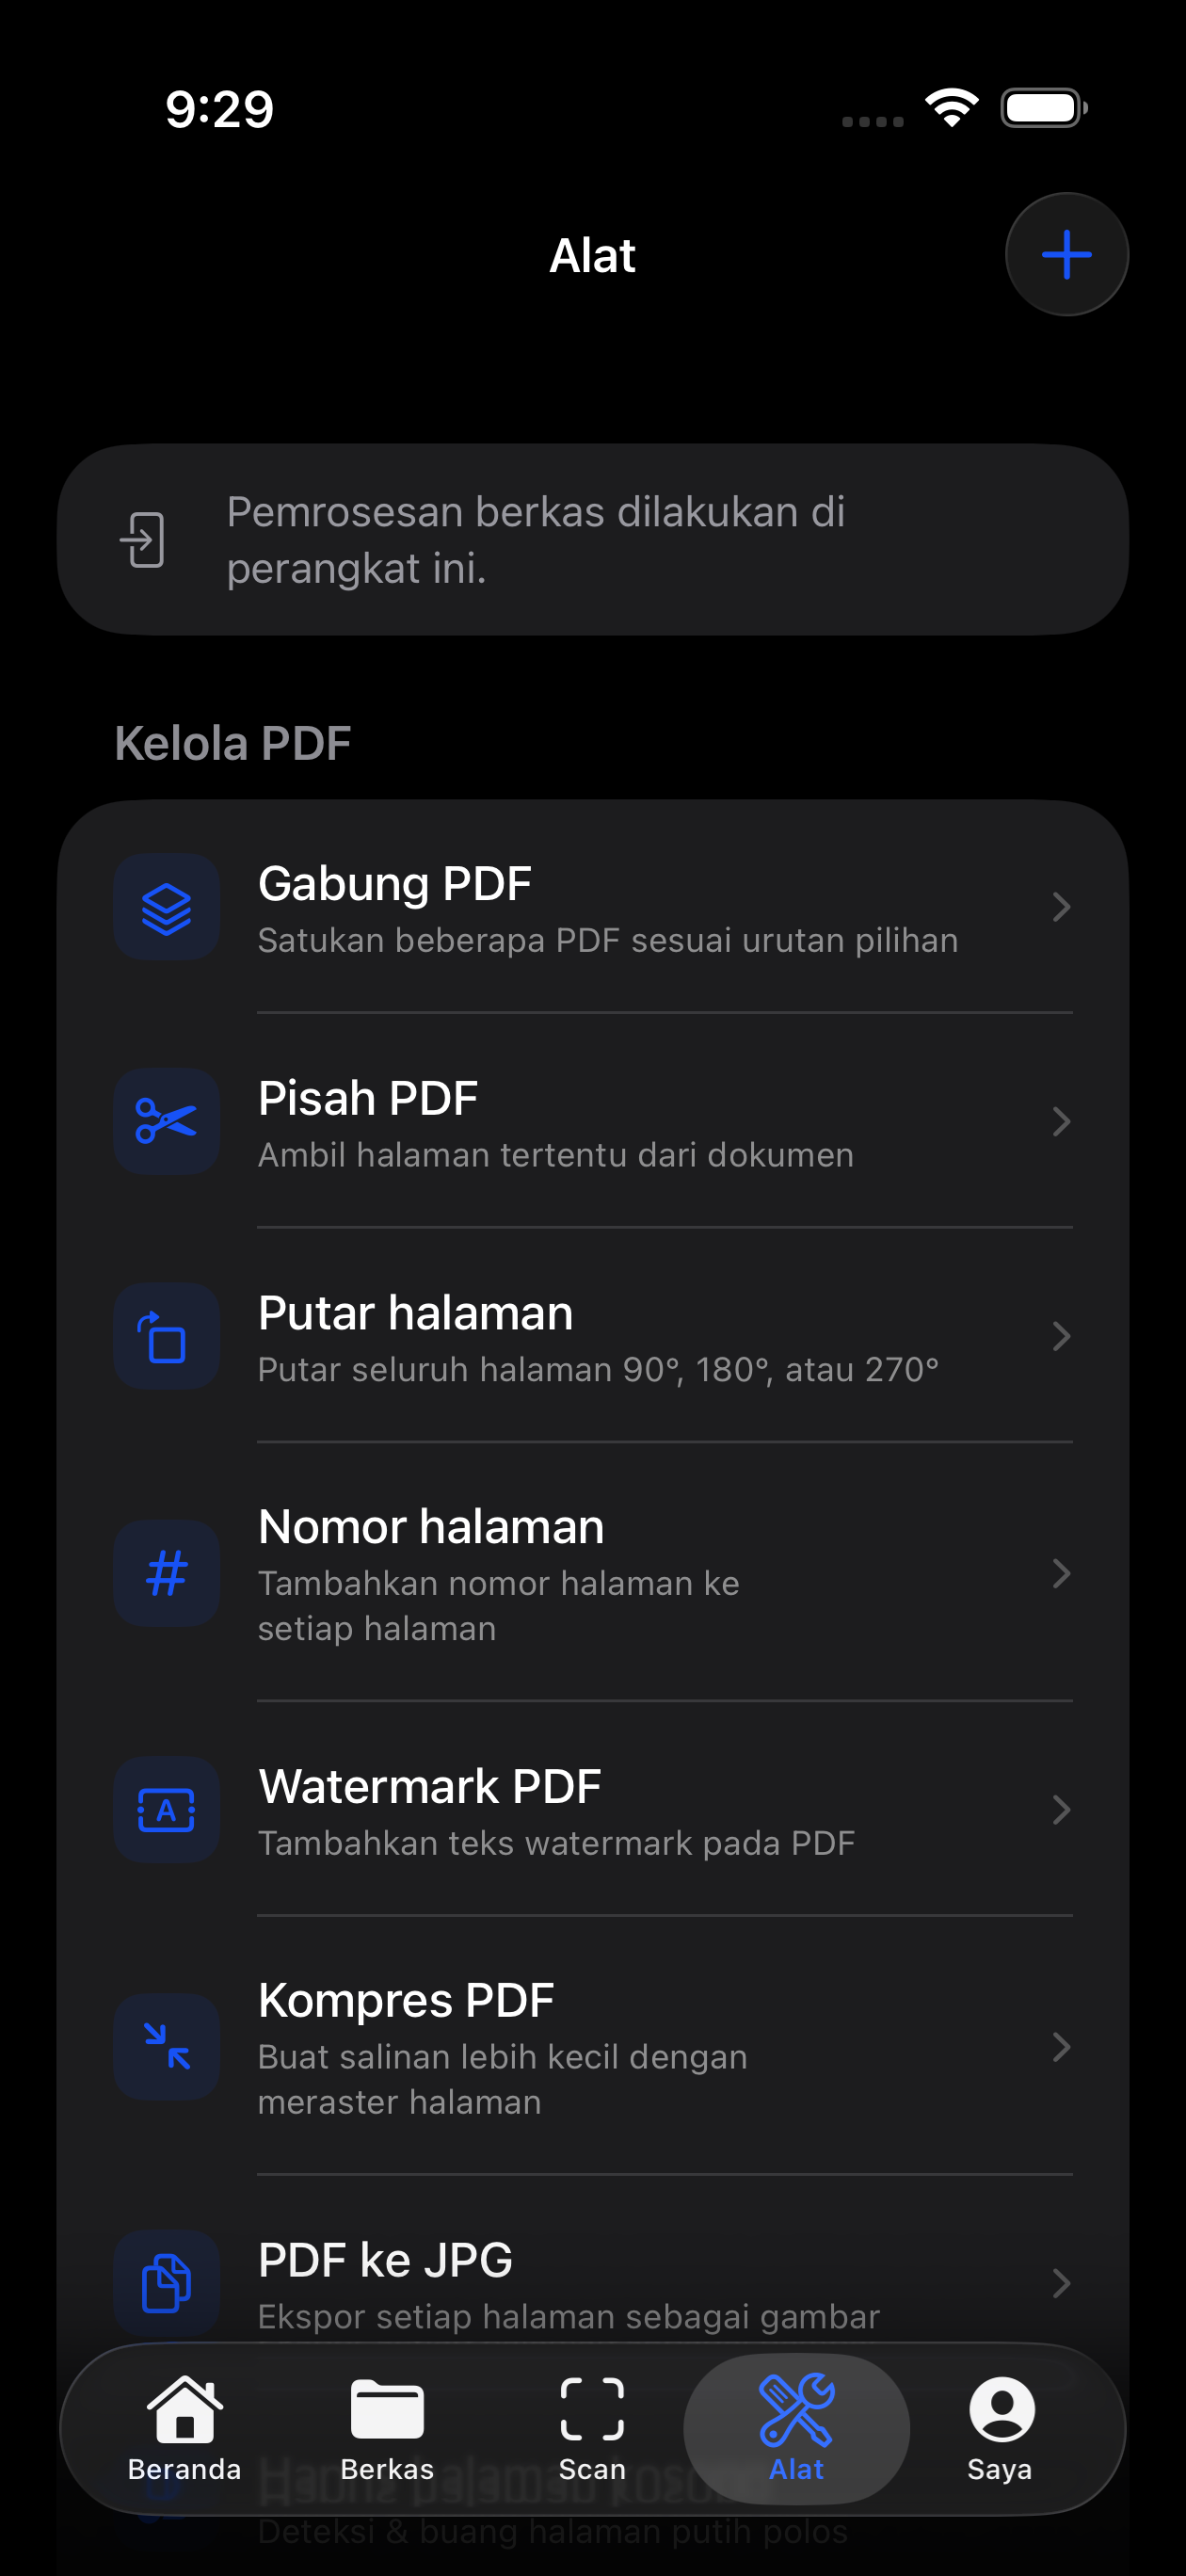 9:29
Alat
Pemrosesan berkas dilakukan di
perangkat ini.
Kelola PDF
Gabung PDF
Satukan beberapa PDF sesuai urutan pilihan
Pisah PDF
Ambil halaman tertentu dari dokumen
Putar halaman
Putar seluruh halaman 90°, 180°, atau 270°
#
Nomor halaman
Tambahkan nomor halaman ke
setiap halaman
A
Watermark PDF
Tambahkan teks watermark pada PDF
Kompres PDF
Buat salinan lebih kecil dengan
meraster halaman
PDF ke JPG
Ekspor setiap halaman sebagai gambar
Beranda
Berkas
Scan
Alat
Saya
Deteksi & buang halaman putih polos